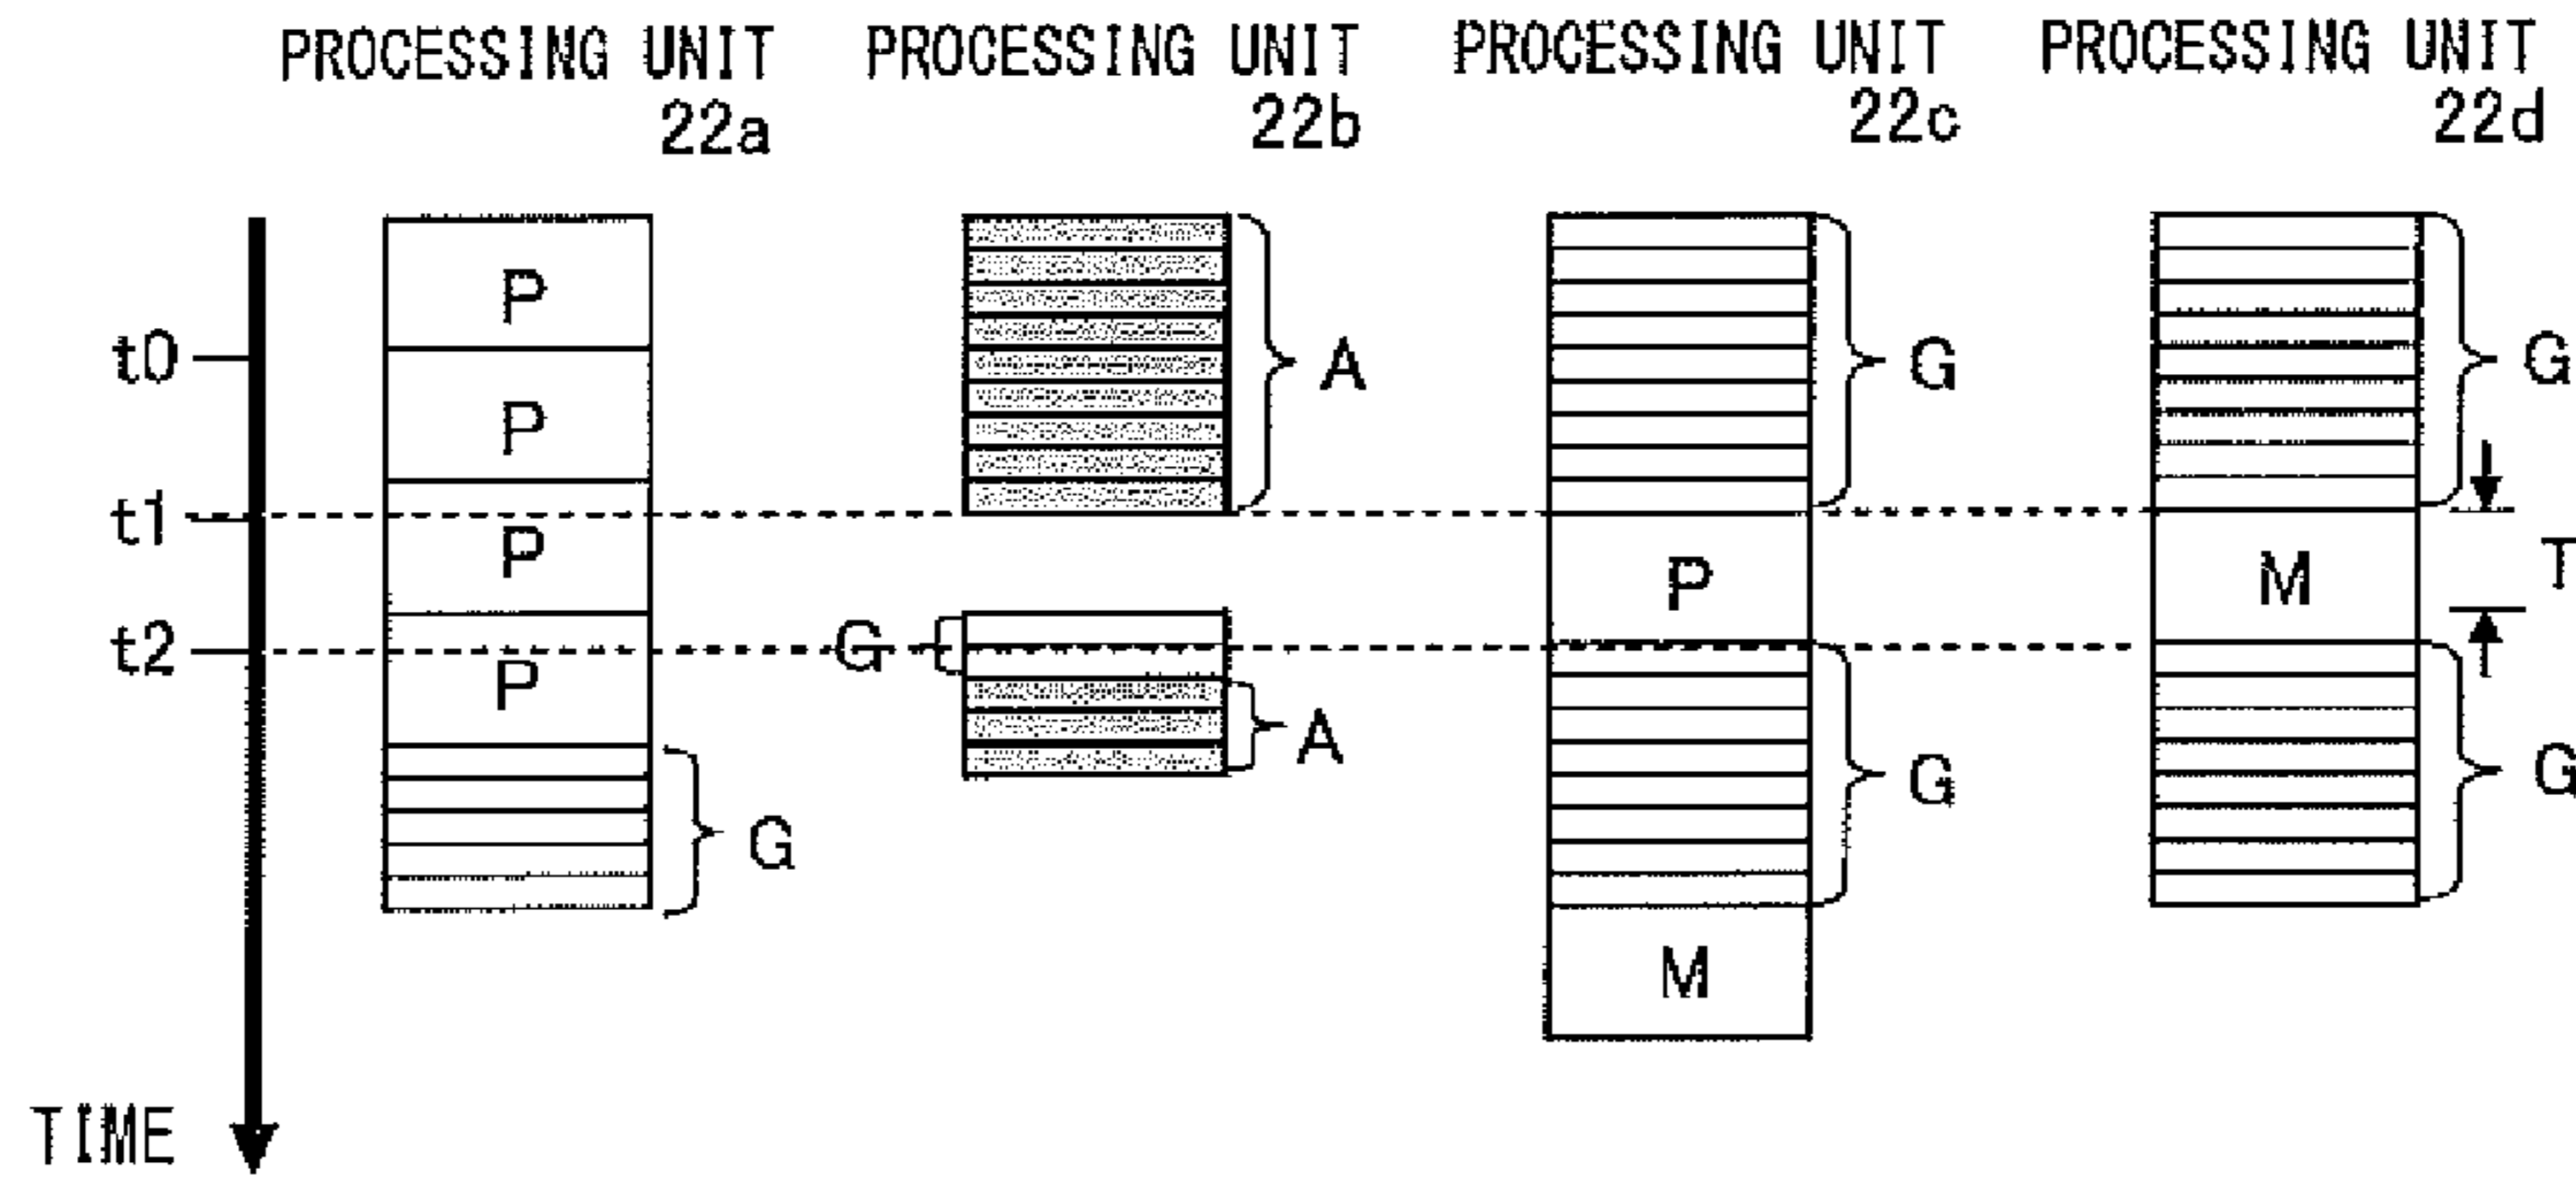 PROCESSING UNIT 22a
PROCESSING UNIT 22b
PROCESSING UNIT 22c
PROCESSING UNIT 22d
P
t0
P
A
G
G
t1
P
P
M
T
t2
G
P
A
G
G
G
M
TIME